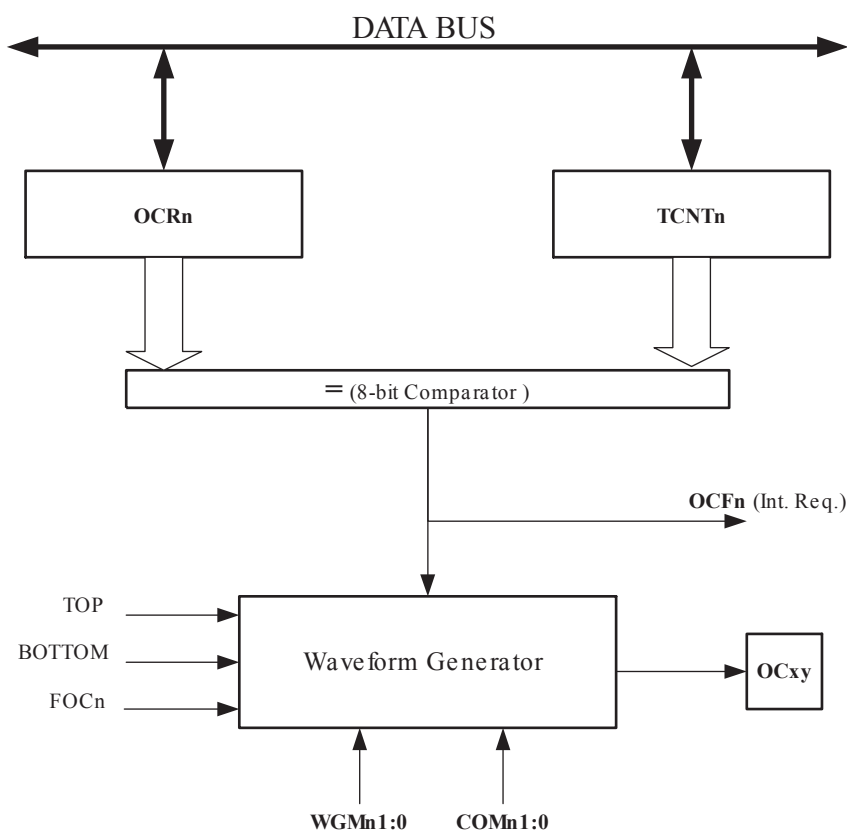 DATA BUS
OCRn
TCNTn
= (8-bit Comparator )
OCFn (Int. Req.)
TOP
BOTTOM
FOCn
Waveform Generator
OCxy
WGMn1:0
COMn1:0